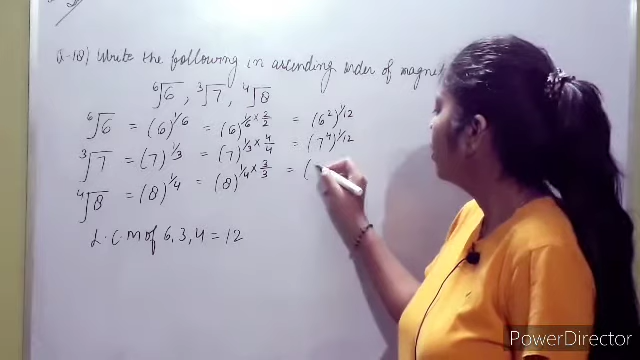 Q-18) Write the following in ascending order of
⁶√6 , ³√7 , ⁴√8
⁶√6 = (6)^1/6 = (6)^1/6 × 2/2 = (6²)^1/12
³√7 = (7)^1/3 = (7)^1/3 × 4/4 = (7⁴)^1/12
⁴√8 = (8)^1/4 = (8)^1/4 × 3/3 = (
L.C.M of 6, 3, 4 = 12
PowerDirector